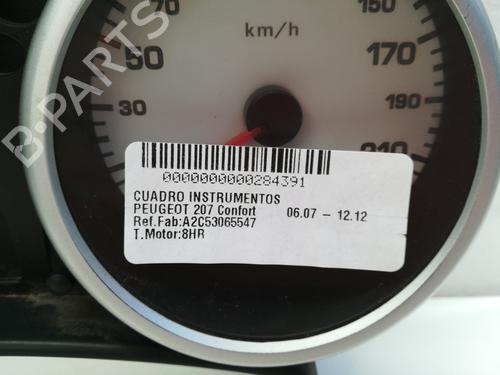 70
150
km/h
50
170
30
190
210
B-PARTS
0000000000284391
CUADRO INSTRUMENTOS
PEUGEOT 207 Confort 06.07 - 12.12
Ref.Fab:A2C53065547
T.Motor:8HR